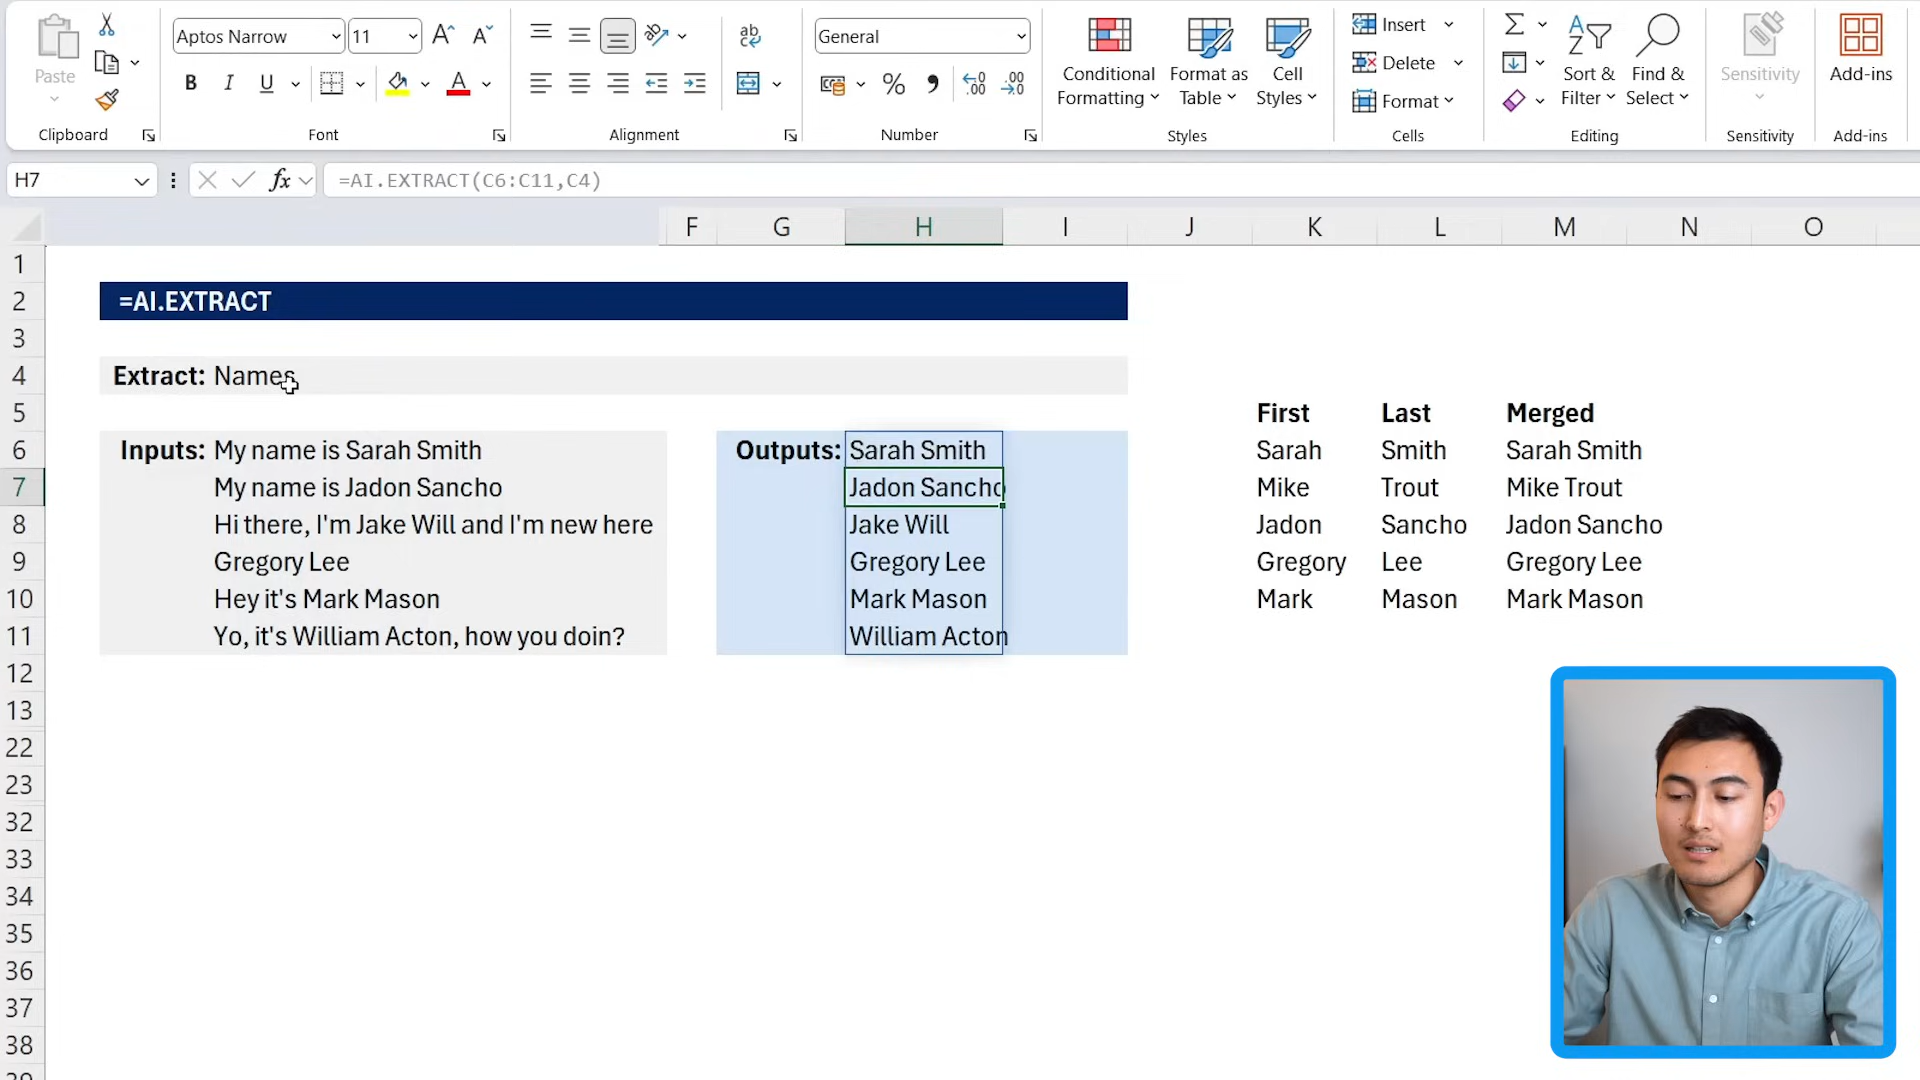 Paste
Clipboard
Aptos Narrow
11
B I U
A
Font
ab
Alignment
General
% 9
Number
Conditional Formatting
Format as Table
Cell Styles
Styles
Insert
Delete
Format
Cells
Sort & Filter
Find & Select
Editing
Sensitivity
Sensitivity
Add-ins
Add-ins
H7
fx
=AI.EXTRACT(C6:C11,C4)
F G H I J K L M N O
1
2 =AI.EXTRACT
3
4 Extract: Names
5 First Last Merged
6 Inputs: My name is Sarah Smith Outputs: Sarah Smith Sarah Smith Sarah Smith
7 My name is Jadon Sancho Jadon Sancho Mike Trout Mike Trout
8 Hi there, I'm Jake Will and I'm new here Jake Will Jadon Sancho Jadon Sancho
9 Gregory Lee Gregory Lee Gregory Lee Gregory Lee
10 Hey it's Mark Mason Mark Mason Mark Mason Mark Mason
11 Yo, it's William Acton, how you doin? William Acton
12
13
22
23
32
33
34
35
36
37
38
39